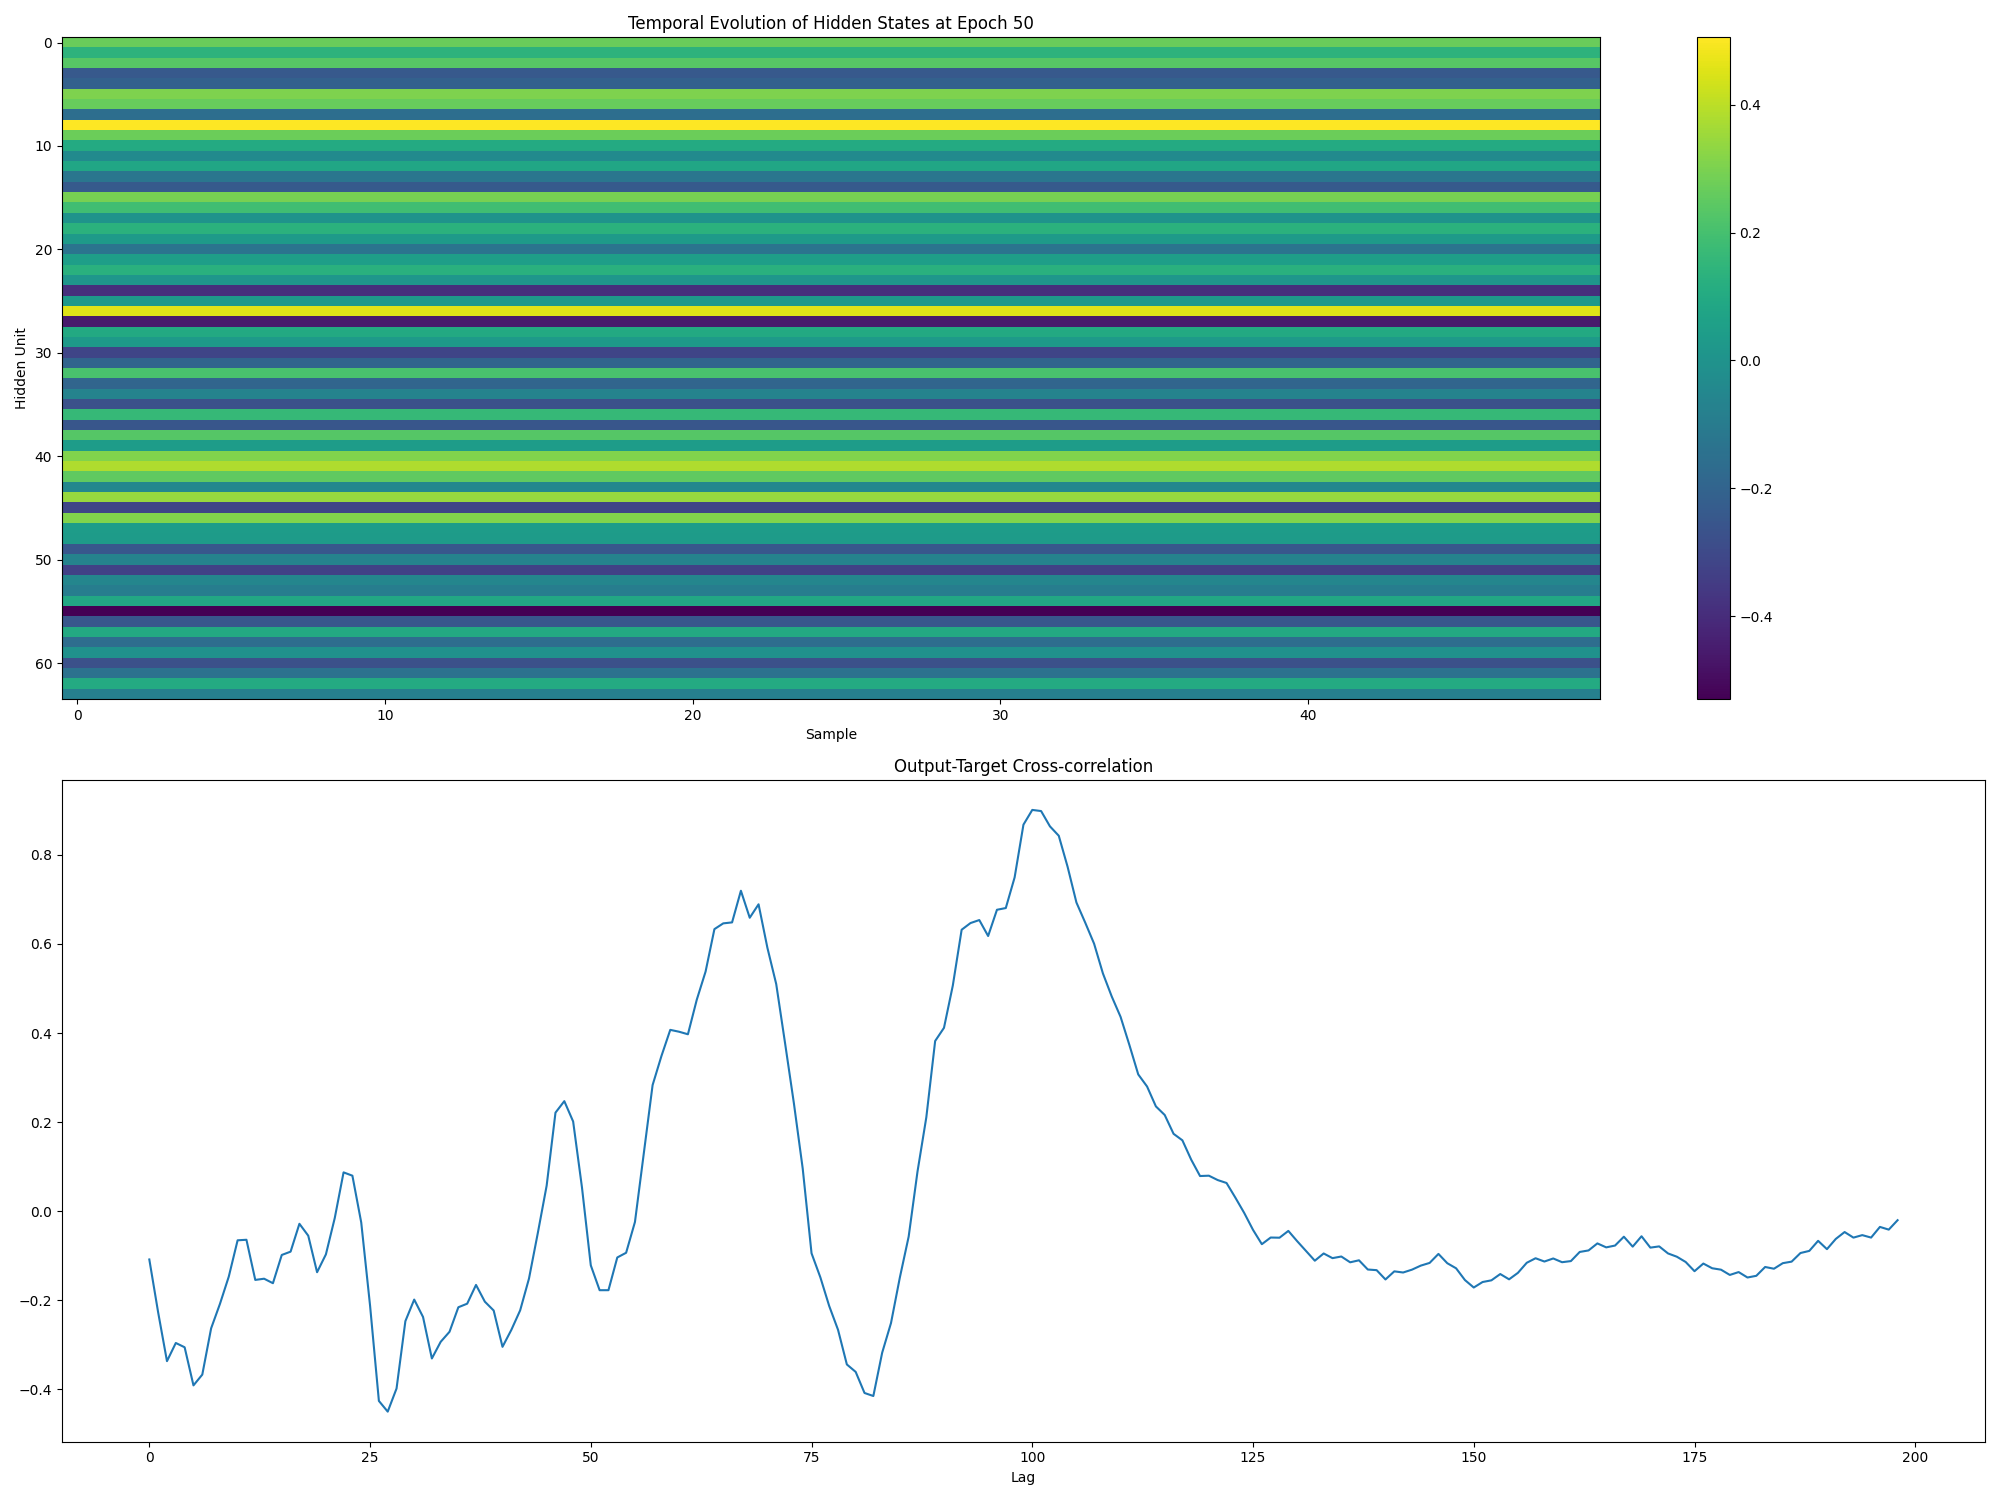 Temporal Evolution of Hidden States at Epoch 50
Hidden Unit
0
10
20
30
40
50
60
0 10 20 30 40
Sample
0.4
0.2
0.0
−0.2
−0.4
Output-Target Cross-correlation
0.8
0.6
0.4
0.2
0.0
−0.2
−0.4
0 25 50 75 100 125 150 175 200
Lag